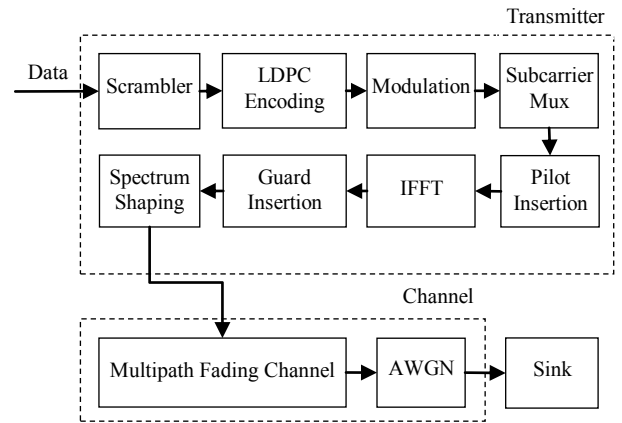 Transmitter
Data
Scrambler
LDPC
Encoding
Modulation
Subcarrier
Mux
Spectrum
Shaping
Guard
Insertion
IFFT
Pilot
Insertion
Channel
Multipath Fading Channel
AWGN
Sink